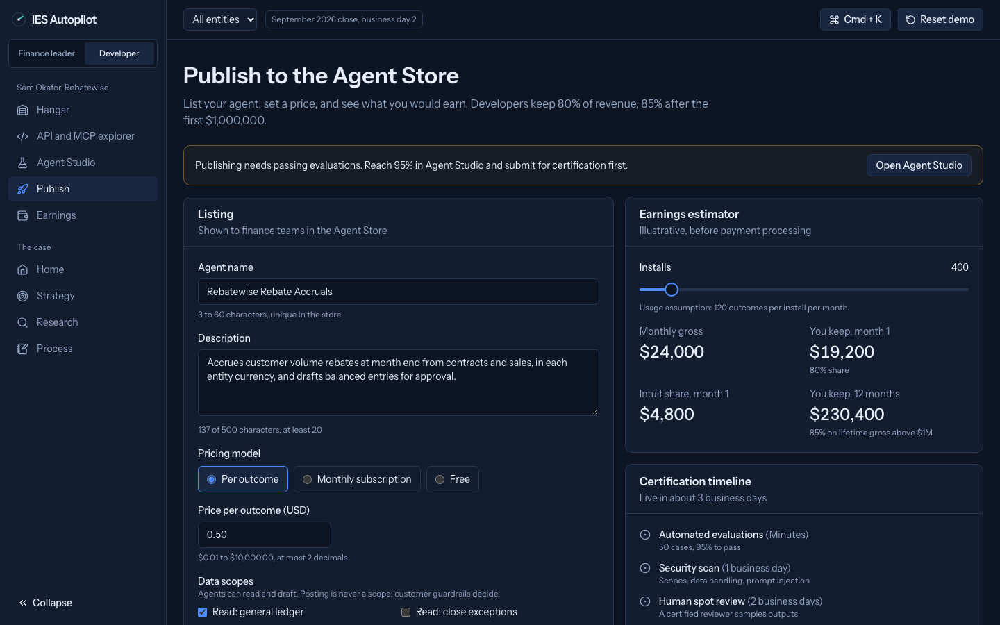 IES Autopilot
Finance leader
Developer
Sam Okafor, Rebatewise
Hangar
API and MCP explorer
Agent Studio
Publish
Earnings
The case
Home
Strategy
Research
Process
Collapse
All entities
September 2026 close, business day 2
⌘ Cmd + K
Reset demo
Publish to the Agent Store
List your agent, set a price, and see what you would earn. Developers keep 80% of revenue, 85% after the
first $1,000,000.
Publishing needs passing evaluations. Reach 95% in Agent Studio and submit for certification first.
Open Agent Studio
Listing
Shown to finance teams in the Agent Store
Agent name
Rebatewise Rebate Accruals
3 to 60 characters, unique in the store
Description
Accrues customer volume rebates at month end from contracts and sales, in each
entity currency, and drafts balanced entries for approval.
137 of 500 characters, at least 20
Pricing model
Per outcome
Monthly subscription
Free
Price per outcome (USD)
0.50
$0.01 to $10,000.00, at most 2 decimals
Data scopes
Agents can read and draft. Posting is never a scope; customer guardrails decide.
Read: general ledger
Read: close exceptions
Earnings estimator
Illustrative, before payment processing
Installs
400
Usage assumption: 120 outcomes per install per month.
Monthly gross
$24,000
You keep, month 1
$19,200
80% share
Intuit share, month 1
$4,800
You keep, 12 months
$230,400
85% on lifetime gross above $1M
Certification timeline
Live in about 3 business days
Automated evaluations (Minutes)
50 cases, 95% to pass
Security scan (1 business day)
Scopes, data handling, prompt injection
Human spot review (2 business days)
A certified reviewer samples outputs